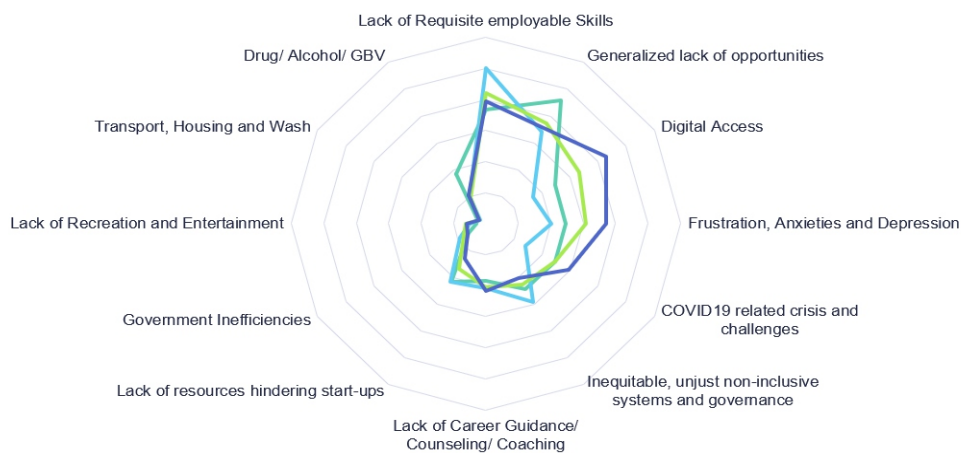 Lack of Requisite employable Skills
Drug/ Alcohol/ GBV
Generalized lack of opportunities
Transport, Housing and Wash
Digital Access
Lack of Recreation and Entertainment
Frustration, Anxieties and Depression
Government Inefficiencies
COVID19 related crisis and
challenges
Lack of resources hindering start-ups
Inequitable, unjust non-inclusive
systems and governance
Lack of Career Guidance/
Counseling/ Coaching